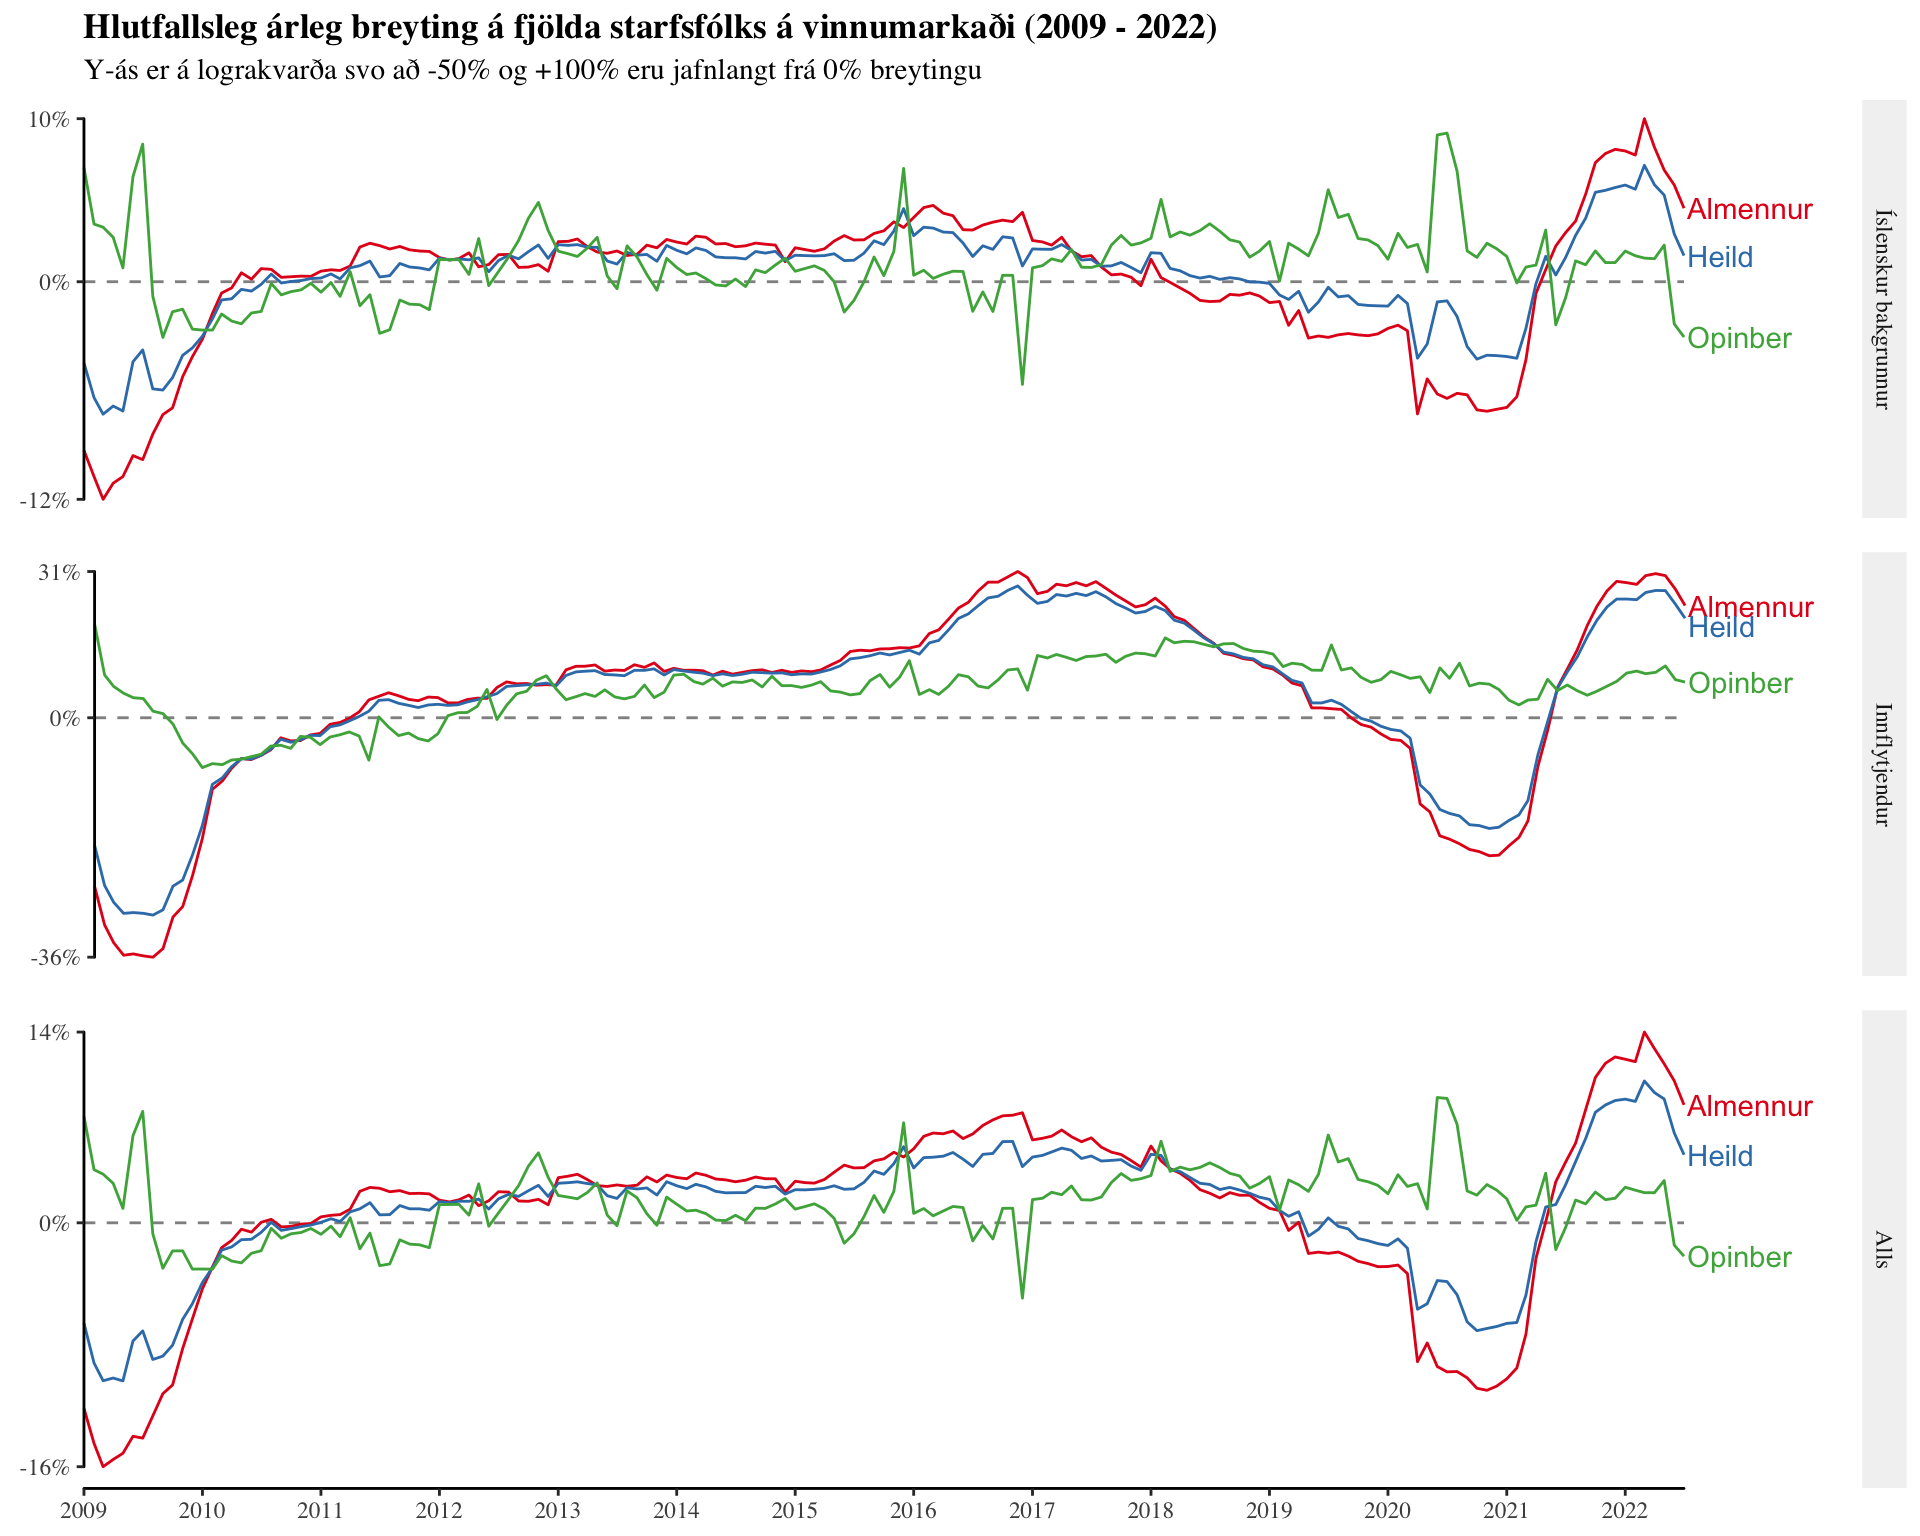 Hlutfallsleg árleg breyting á fjölda starfsfólks á vinnumarkaði (2009 - 2022)
Y-ás er á lograkvarða svo að -50% og +100% eru jafnlangt frá 0% breytingu
10%
0%
-12%
Almennur
Heild
Opinber
Íslenskur bakgrunnur
31%
0%
-36%
Almennur
Heild
Opinber
Innflytjendur
14%
0%
-16%
Almennur
Heild
Opinber
Alls
2009 2010 2011 2012 2013 2014 2015 2016 2017 2018 2019 2020 2021 2022